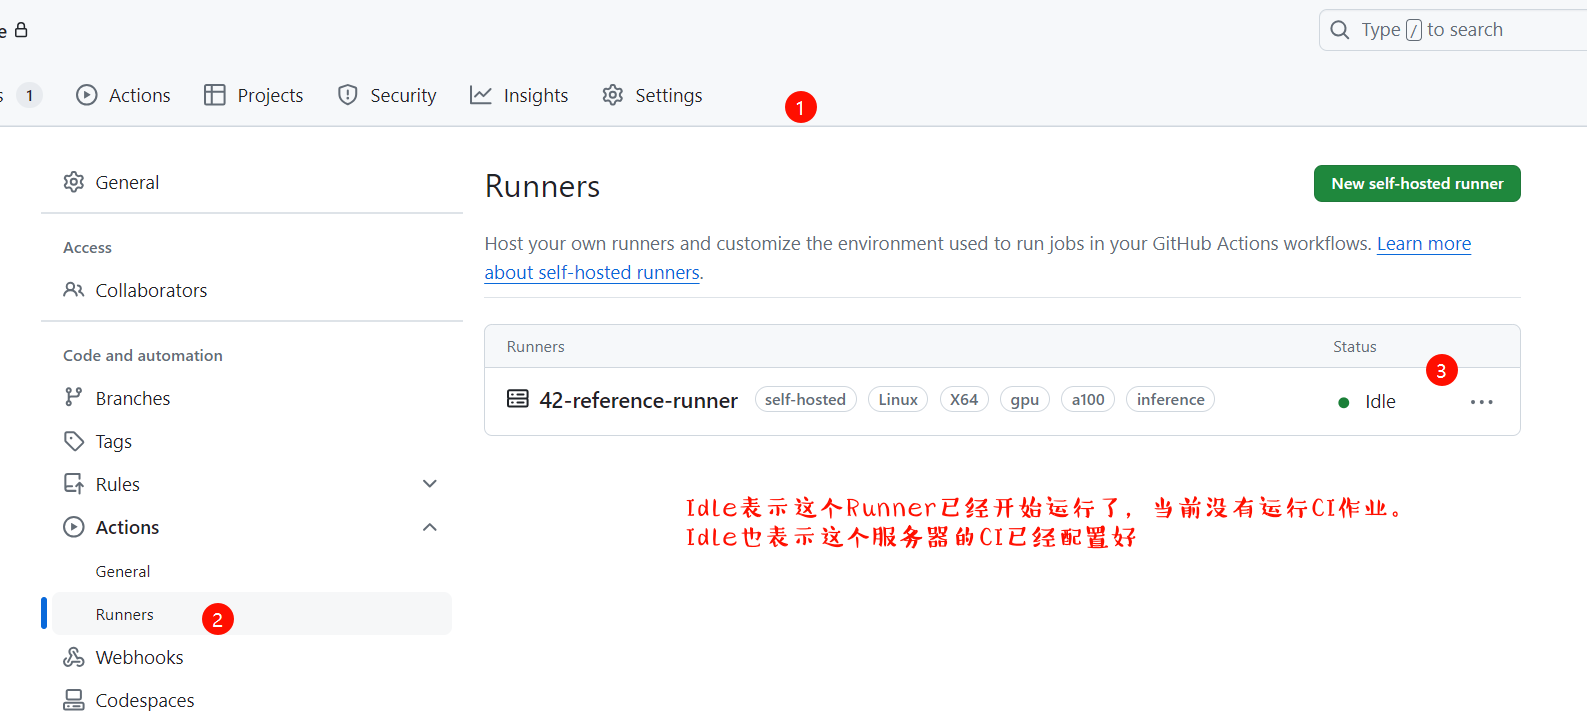 e
Type / to search
s 1 Actions Projects Security Insights Settings
1
General
Access
Collaborators
Code and automation
Branches
Tags
Rules
Actions
General
Runners
2
Webhooks
Codespaces
Runners
New self-hosted runner
Host your own runners and customize the environment used to run jobs in your GitHub Actions workflows. Learn more
about self-hosted runners.
Runners Status
3
42-reference-runner self-hosted Linux X64 gpu a100 inference Idle
Idle表示这个Runner已经开始运行了，当前没有运行CI作业。
Idle也表示这个服务器的CI已经配置好